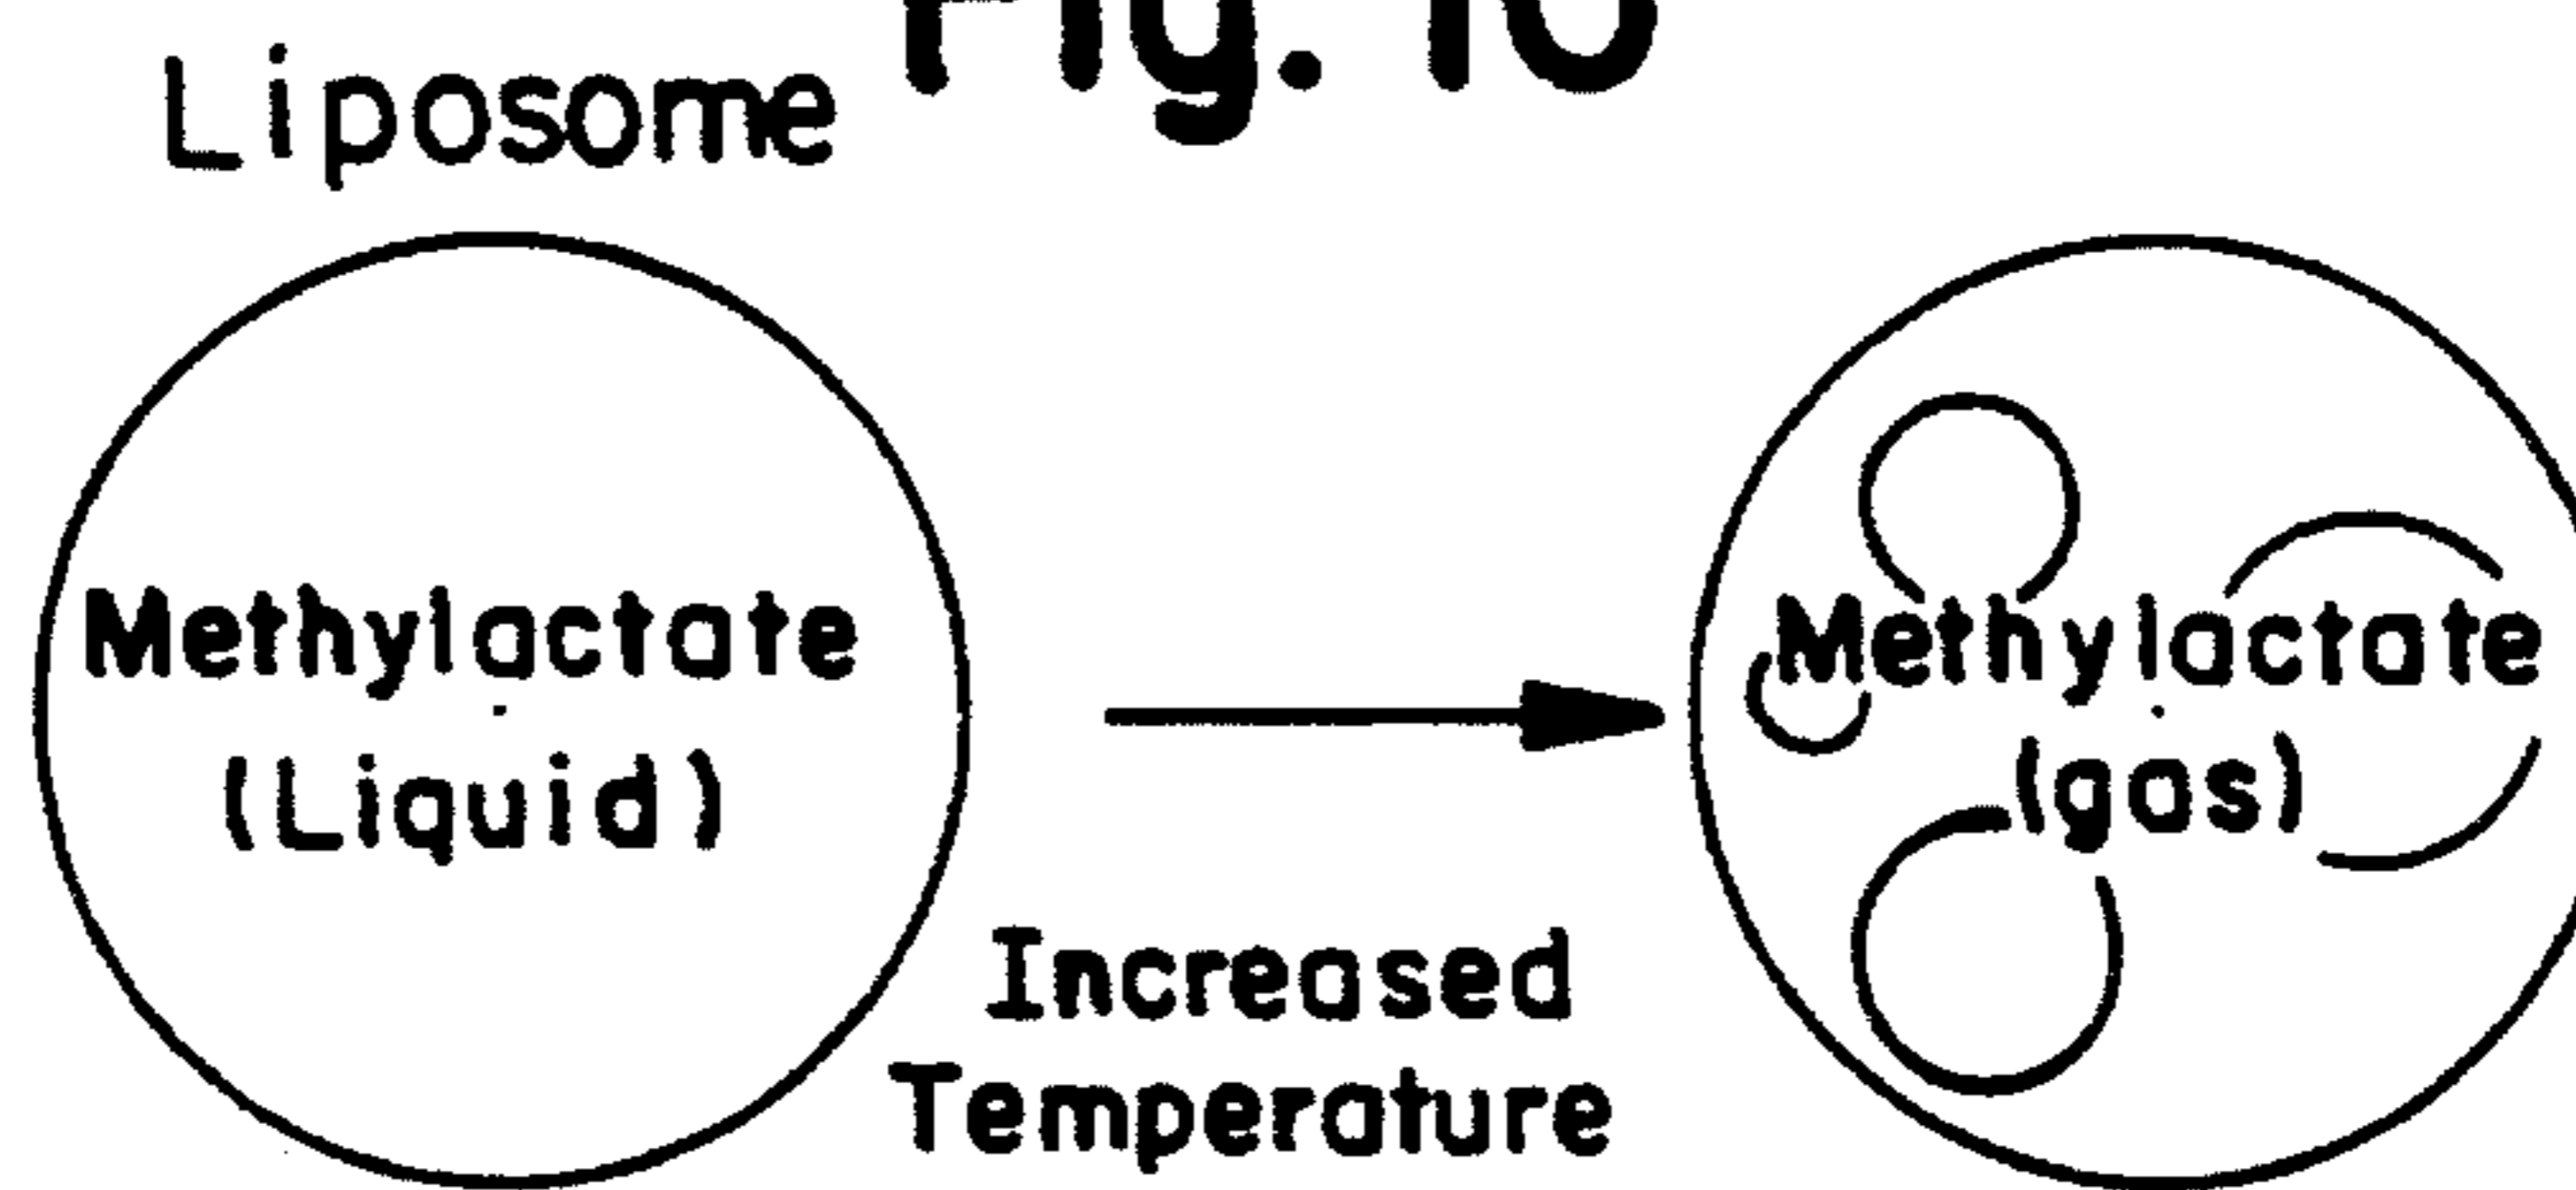 Fig. 10
Liposome
Methylactate
(Liquid)
Increased
Temperature
Methylactate
(gas)